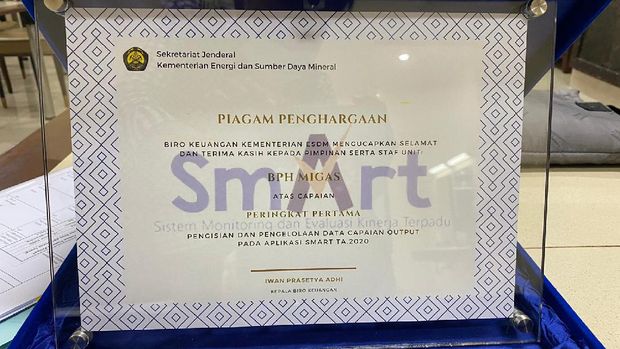 Sekretariat Jenderal
Kementerian Energi dan Sumber Daya Mineral
PIAGAM PENGHARGAAN
BIRO KEUANGAN KEMENTERIAN ESDM MENGUCAPKAN SELAMAT
DAN TERIMA KASIH KEPADA PIMPINAN SERTA STAF UNIT:
BPH MIGAS
SmArt
ATAS CAPAIAN
PERINGKAT PERTAMA
Sistem Monitoring dan Evaluasi Kinerja Terpadu
PENGISIAN DAN PENGELOLAAN DATA CAPAIAN OUTPUT
PADA APLIKASI SMART TA.2020
IWAN PRASETYA ADHI
KEPALA BIRO KEUANGAN